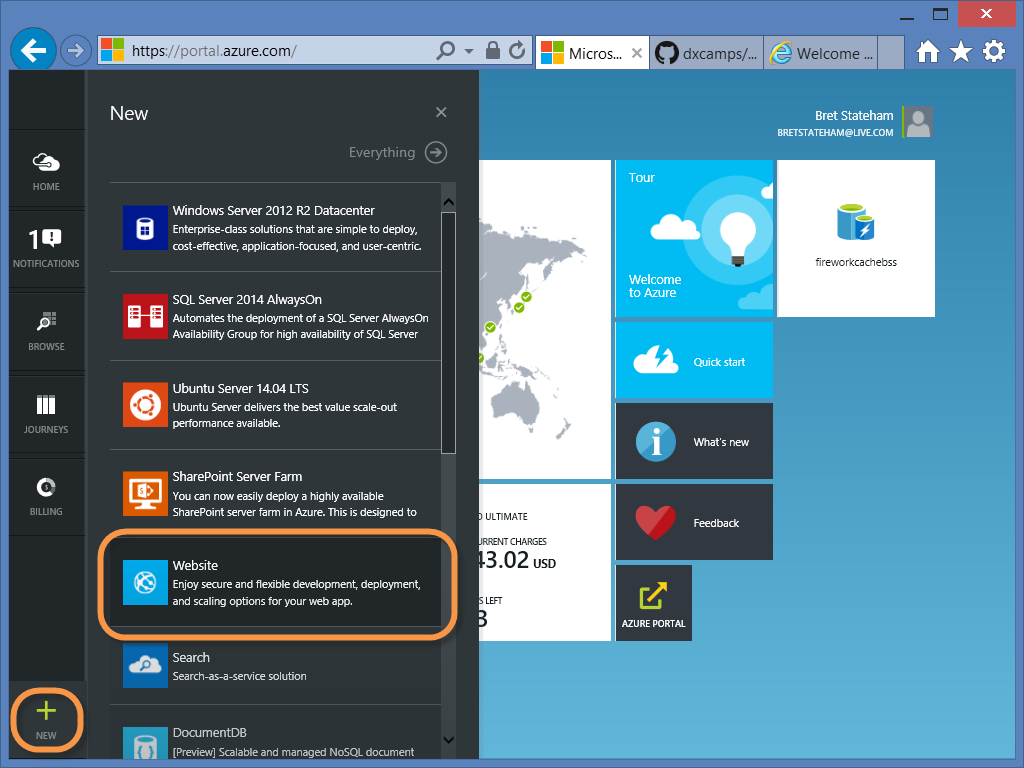 https://portal.azure.com/
Micros...
dxcamps/...
Welcome ...
HOME
1
NOTIFICATIONS
BROWSE
JOURNEYS
BILLING
NEW
New
Everything
Windows Server 2012 R2 Datacenter
Enterprise-class solutions that are simple to deploy,
cost-effective, application-focused, and user-centric.
SQL Server 2014 AlwaysOn
Automates the deployment of a SQL Server AlwaysOn
Availability Group for high availability of SQL Server
Ubuntu Server 14.04 LTS
Ubuntu Server delivers the best value scale-out
performance available.
SharePoint Server Farm
You can now easily deploy a highly available
SharePoint server farm in Azure. This is designed to
Website
Enjoy secure and flexible development, deployment,
and scaling options for your web app.
Search
Search-as-a-service solution
DocumentDB
[Preview] Scalable and managed NoSQL document
Bret Stateham
BRETSTATEHAM@LIVE.COM
Tour
Welcome
to Azure
fireworkcachebss
Quick start
What's new
Feedback
AZURE PORTAL
ULTIMATE
CHARGES
43.02 USD
LEFT